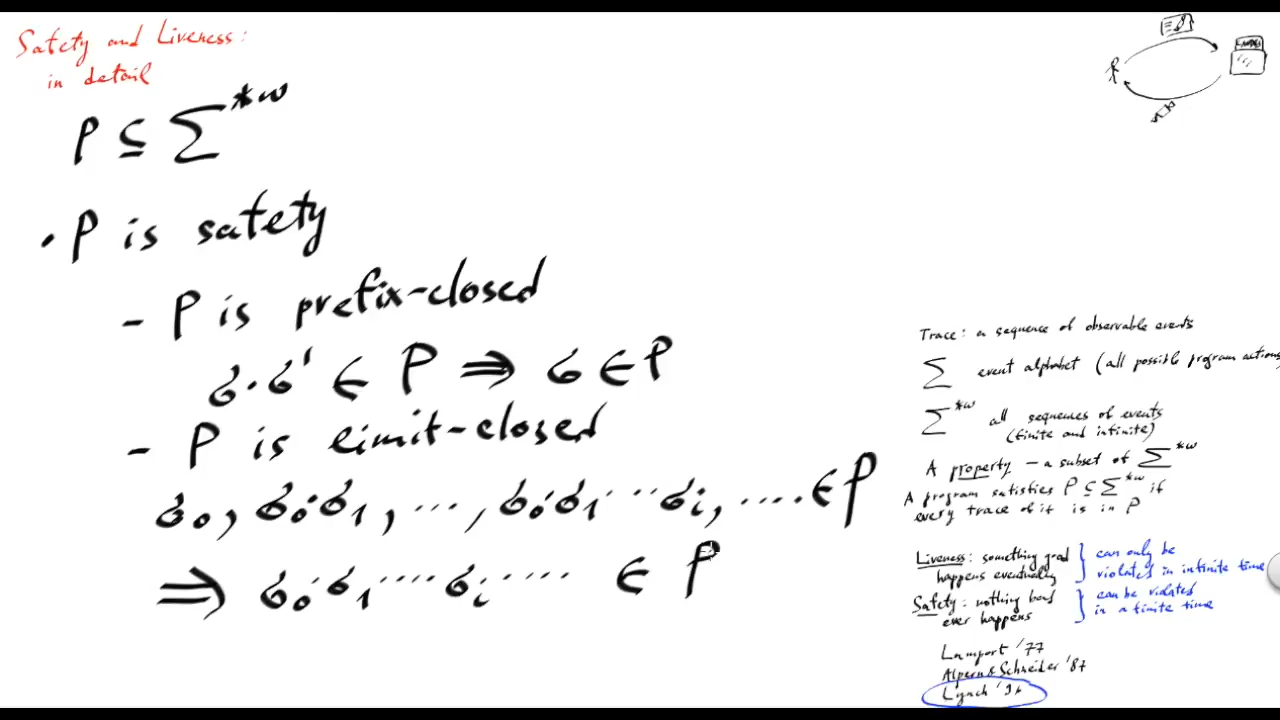 Safety and Liveness:
in detail
P ⊆ Σ^*ω
• P is safety
- P is prefix-closed
σ·σ' ∈ P ⇒ σ ∈ P
- P is limit-closed
σ₀, σ₀·σ₁, ..., σ₀·σ₁···σᵢ, .... ∈ P
⇒ σ₀·σ₁····σᵢ···· ∈ P
Trace: a sequence of observable events
Σ event alphabet (all possible program actions
Σ^*ω all sequences of events
(finite and infinite)
A property – a subset of Σ^*ω
A program satisfies P ⊆ Σ^*ω if
every trace of it is in P
Liveness: something good
happens eventually
} can only be
violates in infinite time
Safety: nothing bad
ever happens
} can be violated
in a finite time
Lamport '77
Alpern & Schneider '87
Lynch '96